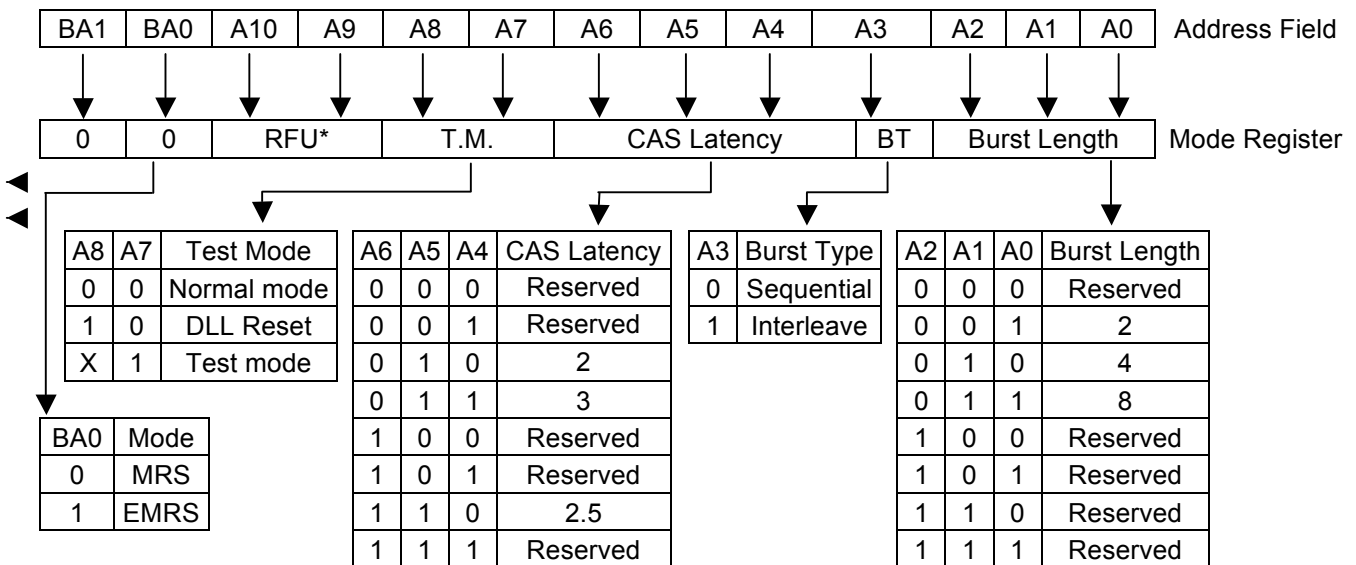 BA1 BA0 A10 A9 A8 A7 A6 A5 A4 A3 A2 A1 A0 Address Field
0 0 RFU* T.M. CAS Latency BT Burst Length Mode Register
A8 A7 Test Mode
0 0 Normal mode
1 0 DLL Reset
X 1 Test mode
BA0 Mode
0 MRS
1 EMRS
A6 A5 A4 CAS Latency
0 0 0 Reserved
0 0 1 Reserved
0 1 0 2
0 1 1 3
1 0 0 Reserved
1 0 1 Reserved
1 1 0 2.5
1 1 1 Reserved
A3 Burst Type
0 Sequential
1 Interleave
A2 A1 A0 Burst Length
0 0 0 Reserved
0 0 1 2
0 1 0 4
0 1 1 8
1 0 0 Reserved
1 0 1 Reserved
1 1 0 Reserved
1 1 1 Reserved